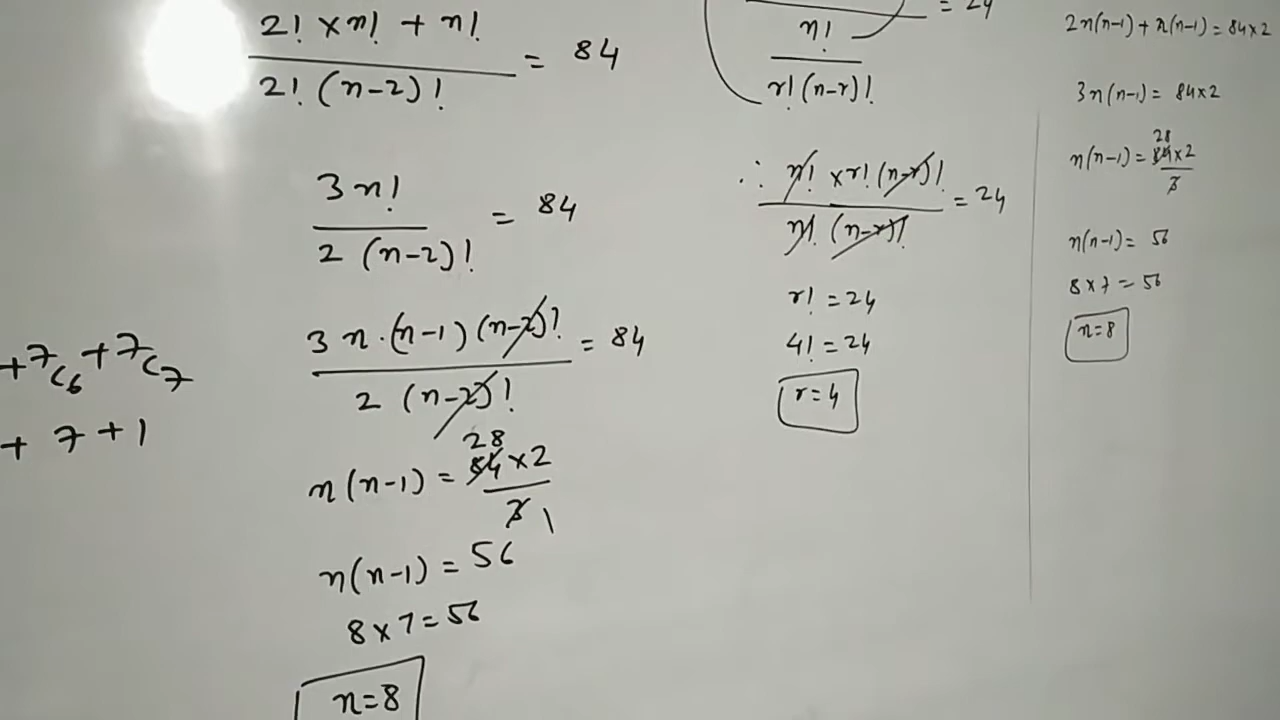 + 7C6 + 7C7
+ 7 + 1
2! × n! + n!
2! (n-2)!
= 84
3 n!
2 (n-2)!
= 84
3 n · (n-1) (n-2)!
2 (n-2)!
= 84
28
n(n-1) = 84 × 2
3 1
n(n-1) = 56
8 × 7 = 56
n=8
= 24
n!
r! (n-r)!
∴ n! × r! (n-r)!
n! (n-r)!
= 24
r! = 24
4! = 24
r=4
2n(n-1) + n(n-1) = 84×2
3n(n-1) = 84×2
28
n(n-1) = 84×2
3
n(n-1) = 56
8 × 7 = 56
n=8